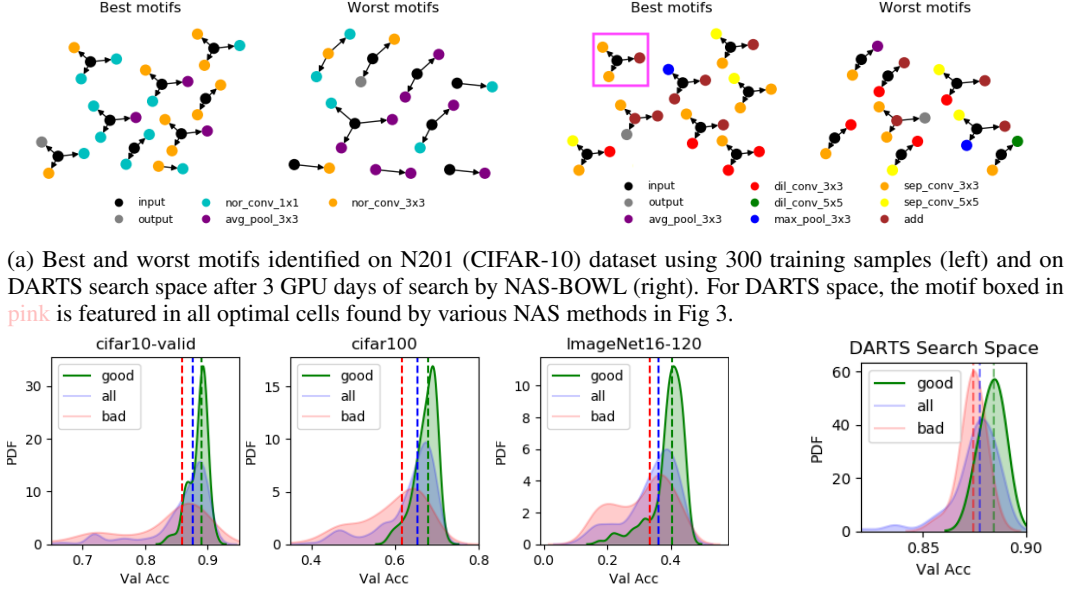 Best motifs
Worst motifs
Best motifs
Worst motifs
input
nor_conv_1x1
nor_conv_3x3
output
avg_pool_3x3
input
dil_conv_3x3
sep_conv_3x3
output
dil_conv_5x5
sep_conv_5x5
avg_pool_3x3
max_pool_3x3
add
(a) Best and worst motifs identified on N201 (CIFAR-10) dataset using 300 training samples (left) and on
DARTS search space after 3 GPU days of search by NAS-BOWL (right). For DARTS space, the motif boxed in
pink is featured in all optimal cells found by various NAS methods in Fig 3.
cifar10-valid
good
all
bad
PDF
30
20
10
0
0.7
0.8
0.9
Val Acc
cifar100
good
all
bad
PDF
15
10
5
0
0.4
0.6
0.8
Val Acc
ImageNet16-120
good
all
bad
PDF
10
8
6
4
2
0
0.0
0.2
0.4
Val Acc
DARTS Search Space
good
all
bad
PDF
60
40
20
0
0.85
0.90
Val Acc